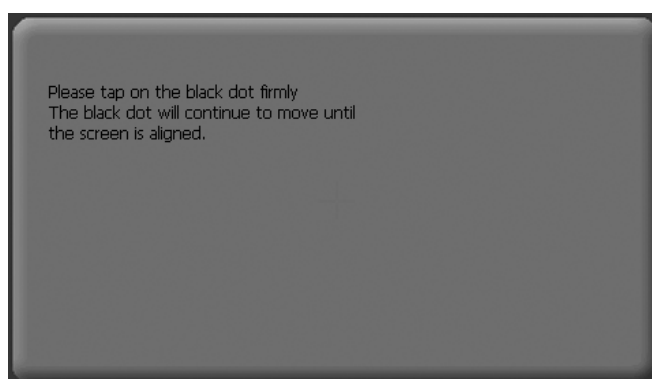 Please tap on the black dot firmly
The black dot will continue to move until
the screen is aligned.